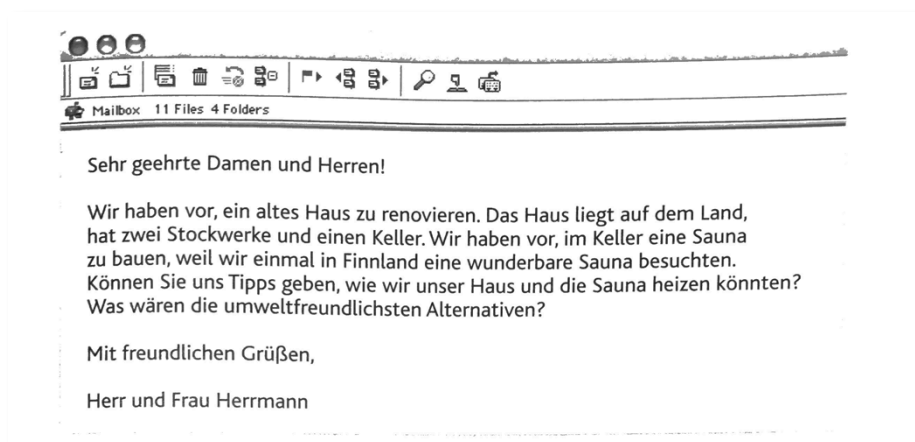 Mailbox 11 Files 4 Folders
Sehr geehrte Damen und Herren!
Wir haben vor, ein altes Haus zu renovieren. Das Haus liegt auf dem Land,
hat zwei Stockwerke und einen Keller. Wir haben vor, im Keller eine Sauna
zu bauen, weil wir einmal in Finnland eine wunderbare Sauna besuchten.
Können Sie uns Tipps geben, wie wir unser Haus und die Sauna heizen könnten?
Was wären die umweltfreundlichsten Alternativen?
Mit freundlichen Grüßen,
Herr und Frau Herrmann